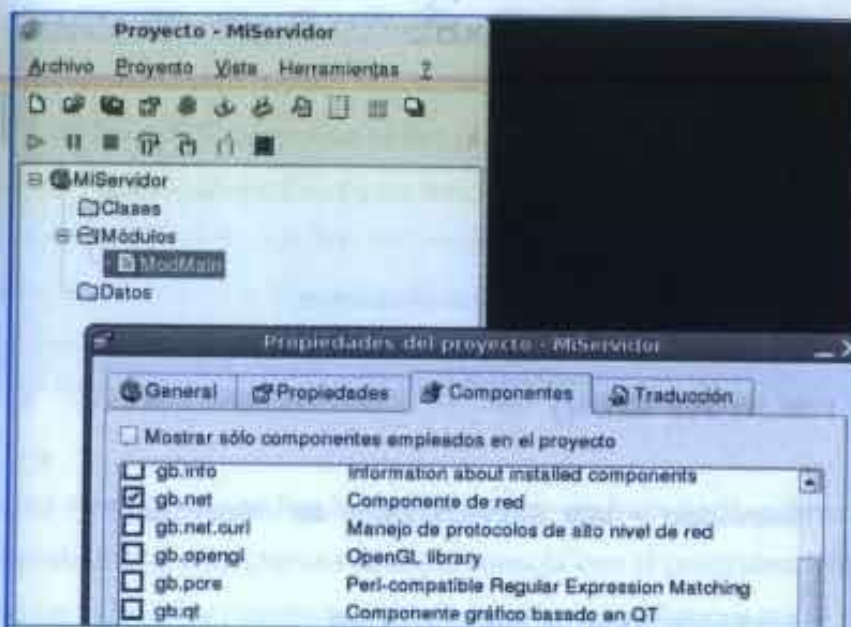 Proyecto - MiServidor
Archivo Proyecto Vista Herramientas ?
MiServidor
Clases
Módulos
ModMain
Datos
Propiedades del proyecto - MiServidor
General Propiedades Componentes Traducción
Mostrar sólo componentes empleados en el proyecto
gb.info Information about installed components
gb.net Componente de red
gb.net.curl Manejo de protocolos de alto nivel de red
gb.opengl OpenGL library
gb.pcre Perl-compatible Regular Expression Matching
gb.qt Componente gráfico basado en QT